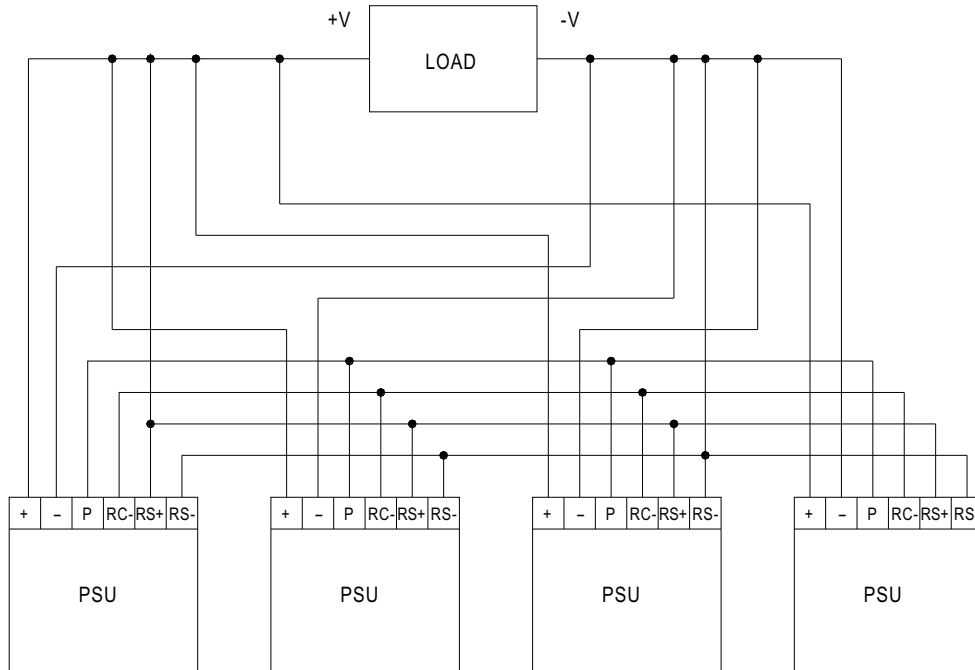 +V LOAD -V
+ – P RC- RS+ RS- + – P RC- RS+ RS- + – P RC- RS+ RS- + – P RC- RS+ RS
PSU PSU PSU PSU